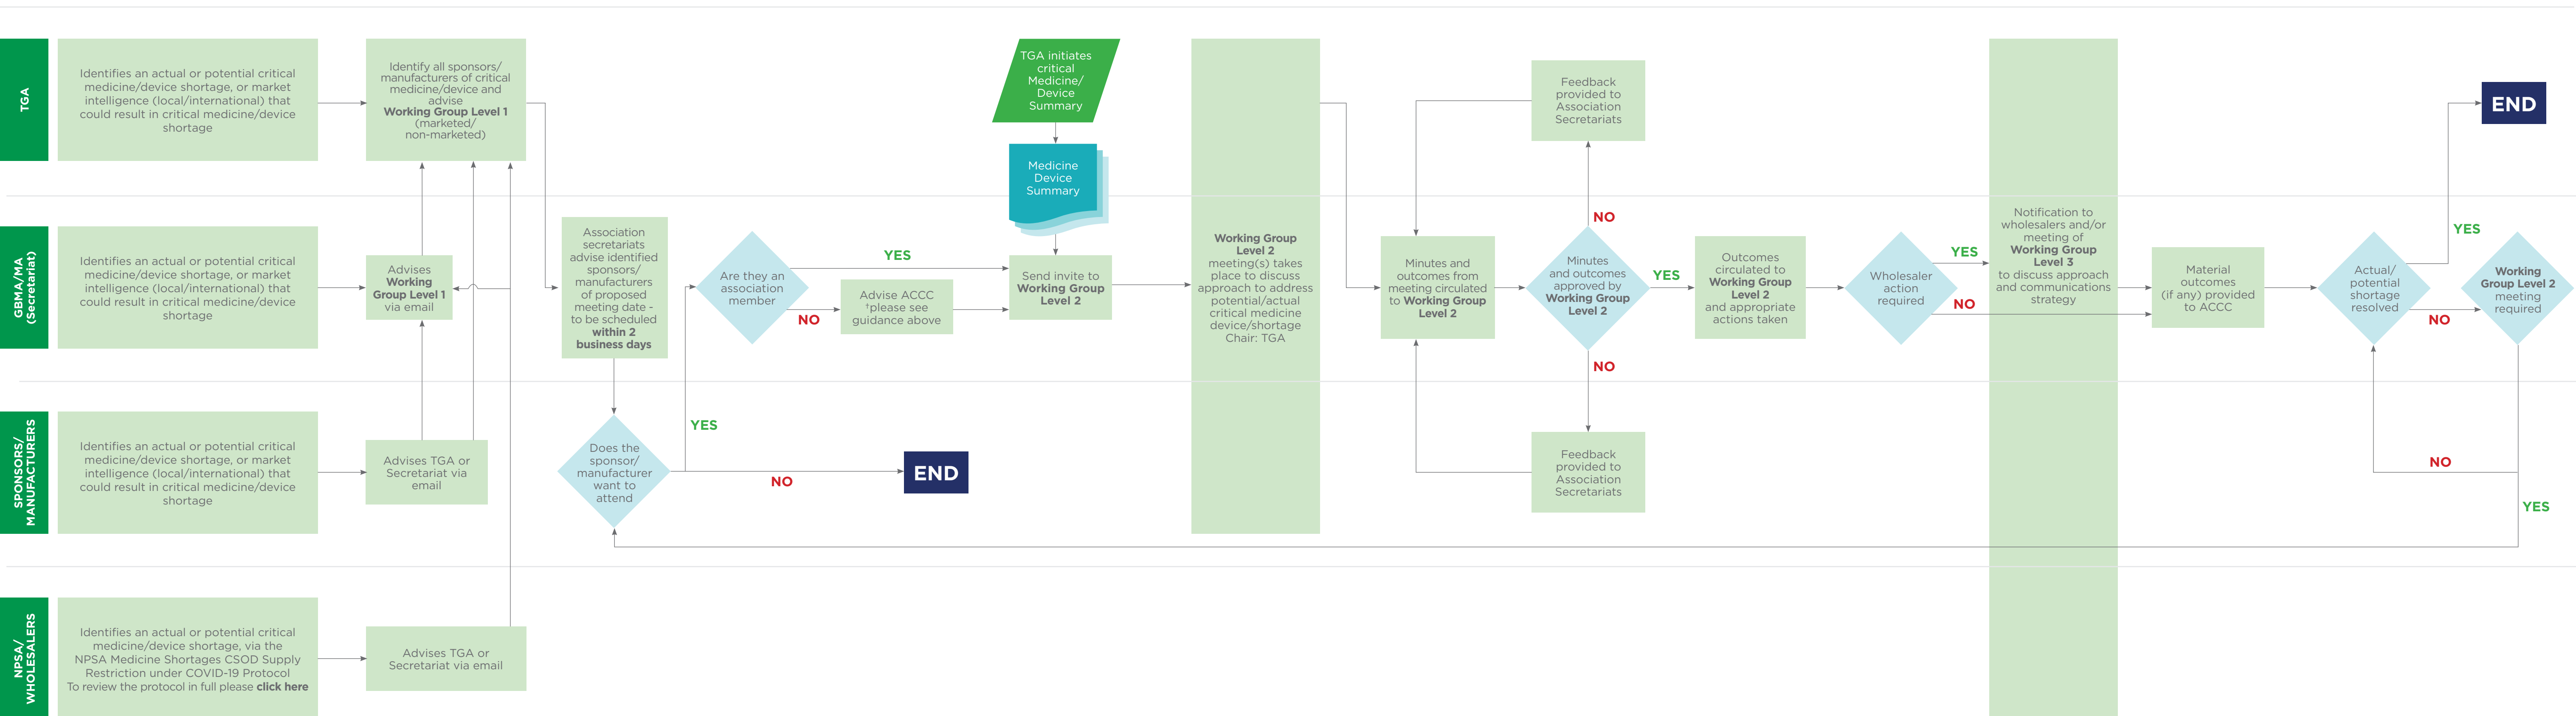 TGA
Identifies an actual or potential critical
medicine/device shortage, or market
intelligence (local/international) that
could result in critical medicine/device
shortage
Identify all sponsors/
manufacturers of critical
medicine/device and
advise
Working Group Level 1
(marketed/
non-marketed)
TGA initiates
critical
Medicine/
Device
Summary
Medicine
Device
Summary
Feedback
provided to
Association
Secretariats
END
GBMA/MA
(Secretariat)
Identifies an actual or potential critical
medicine/device shortage, or market
intelligence (local/international) that
could result in critical medicine/device
shortage
Advises
Working
Group Level 1
via email
Association
secretariats
advise identified
sponsors/
manufacturers
of proposed
meeting date -
to be scheduled
within 2
business days
Are they an
association
member
YES
NO
Advise ACCC
†please see
guidance above
Send invite to
Working Group
Level 2
Working Group
Level 2
meeting(s) takes
place to discuss
approach to address
potential/actual
critical medicine
device/shortage
Chair: TGA
Minutes and
outcomes from
meeting circulated
to Working Group
Level 2
NO
Minutes
and outcomes
approved by
Working Group
Level 2
YES
NO
Outcomes
circulated to
Working Group
Level 2
and appropriate
actions taken
Wholesaler
action
required
YES
NO
Notification to
wholesalers and/or
meeting of
Working Group
Level 3
to discuss approach
and communications
strategy
Material
outcomes
(if any) provided
to ACCC
Actual/
potential
shortage
resolved
YES
NO
Working
Group Level 2
meeting
required
NO
YES
SPONSORS/
MANUFACTURERS
Identifies an actual or potential critical
medicine/device shortage, or market
intelligence (local/international) that
could result in critical medicine/device
shortage
Advises TGA or
Secretariat via
email
Does the
sponsor/
manufacturer
want to
attend
YES
NO
END
Feedback
provided to
Association
Secretariats
NPSA/
WHOLESALERS
Identifies an actual or potential critical
medicine/device shortage, via the
NPSA Medicine Shortages CSOD Supply
Restriction under COVID-19 Protocol
To review the protocol in full please click here
Advises TGA or
Secretariat via email